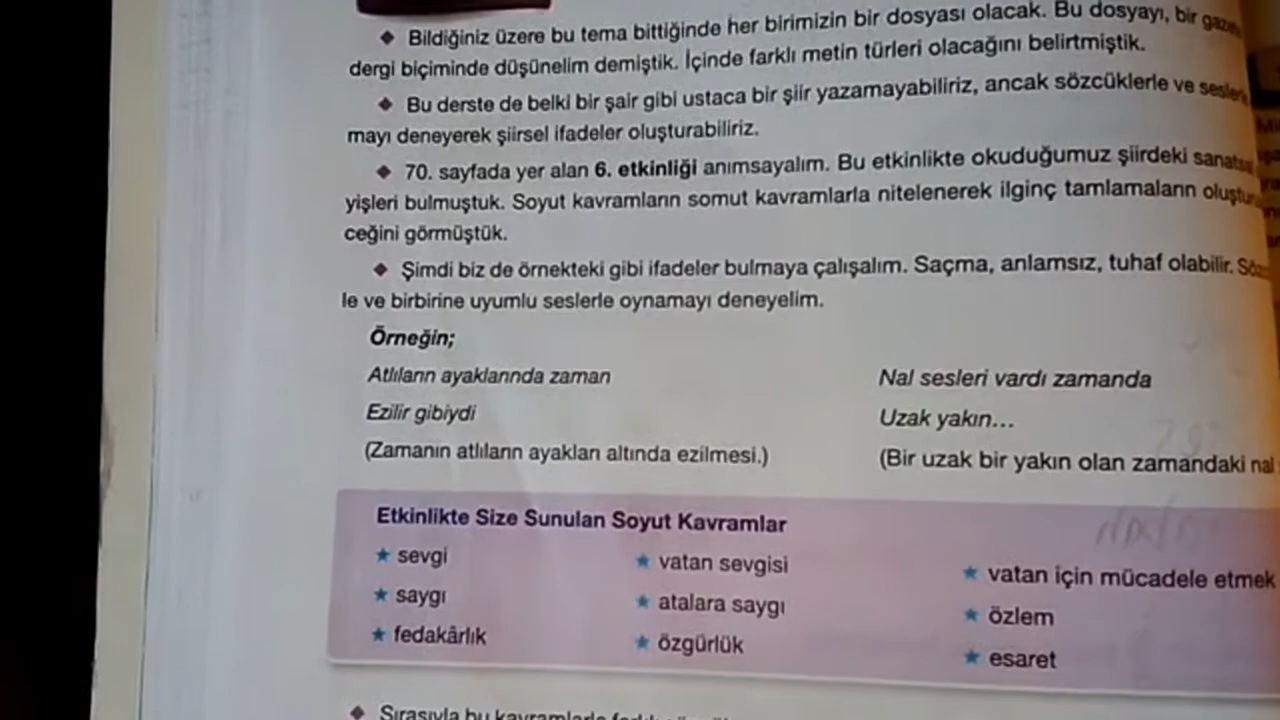 ◆ Bildiğiniz üzere bu tema bittiğinde her birimizin bir dosyası olacak. Bu dosyayı, bir
dergi biçiminde düşünelim demiştik. İçinde farklı metin türleri olacağını belirtmiştik.
◆ Bu derste de belki bir şair gibi ustaca bir şiir yazamayabiliriz, ancak sözcüklerle ve
mayı deneyerek şiirsel ifadeler oluşturabiliriz.
◆ 70. sayfada yer alan 6. etkinliği anımsayalım. Bu etkinlikte okuduğumuz şiirdeki
yişleri bulmuştuk. Soyut kavramların somut kavramlarla nitelenerek ilginç tamlamaların
ceğini görmüştük.
◆ Şimdi biz de örnekteki gibi ifadeler bulmaya çalışalım. Saçma, anlamsız, tuhaf olabilir.
le ve birbirine uyumlu seslerle oynamayı deneyelim.
Örneğin;
Atlıların ayaklarında zaman
Nal sesleri vardı zamanda
Ezilir gibiydi
Uzak yakın...
(Zamanın atlıların ayakları altında ezilmesi.)
(Bir uzak bir yakın olan zamandaki nal
Etkinlikte Size Sunulan Soyut Kavramlar
★ sevgi
★ saygı
★ fedakârlık
★ vatan sevgisi
★ atalara saygı
★ özgürlük
★ vatan için mücadele etmek
★ özlem
★ esaret
◆ Sırasıyla bu kavramlarla